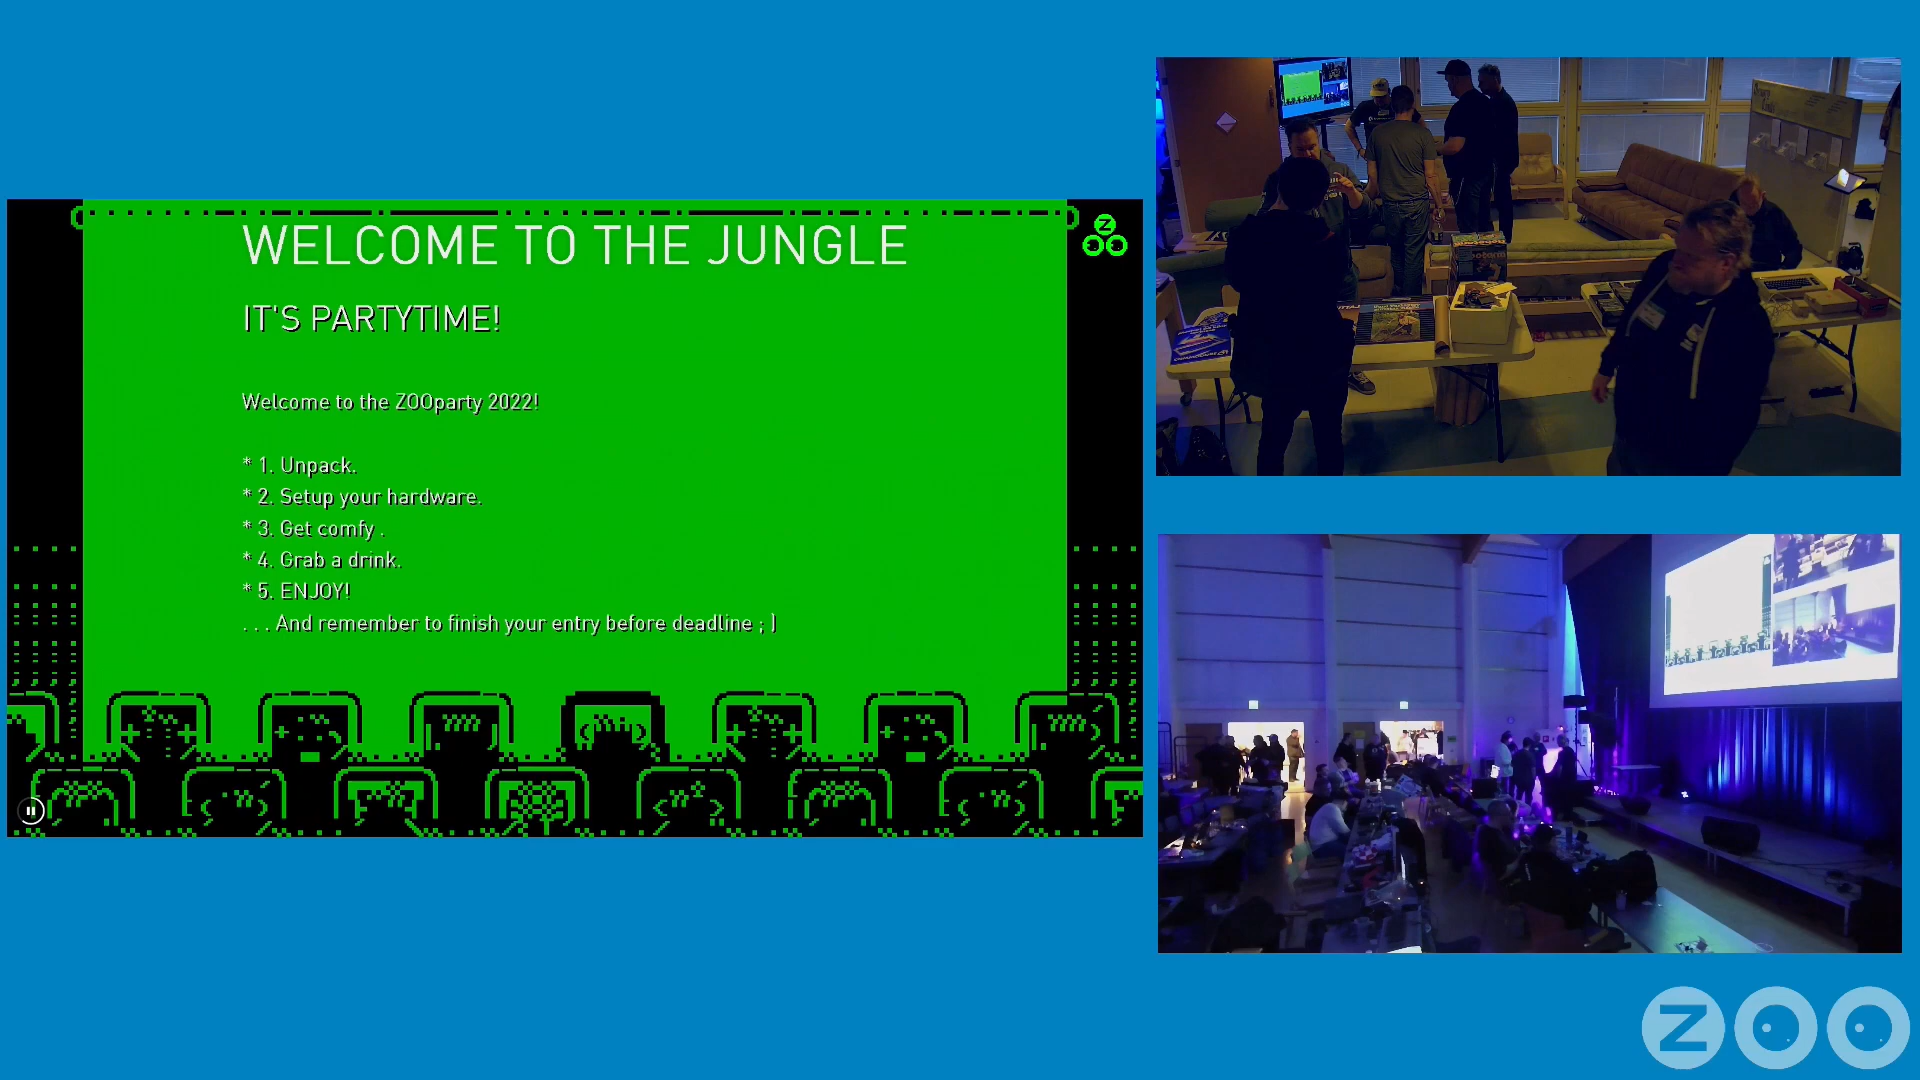 WELCOME TO THE JUNGLE
IT'S PARTYTIME!
Welcome to the ZOOparty 2022!
* 1. Unpack.
* 2. Setup your hardware.
* 3. Get comfy .
* 4. Grab a drink.
* 5. ENJOY!
. . . And remember to finish your entry before deadline ; )
ZOO
ZOO